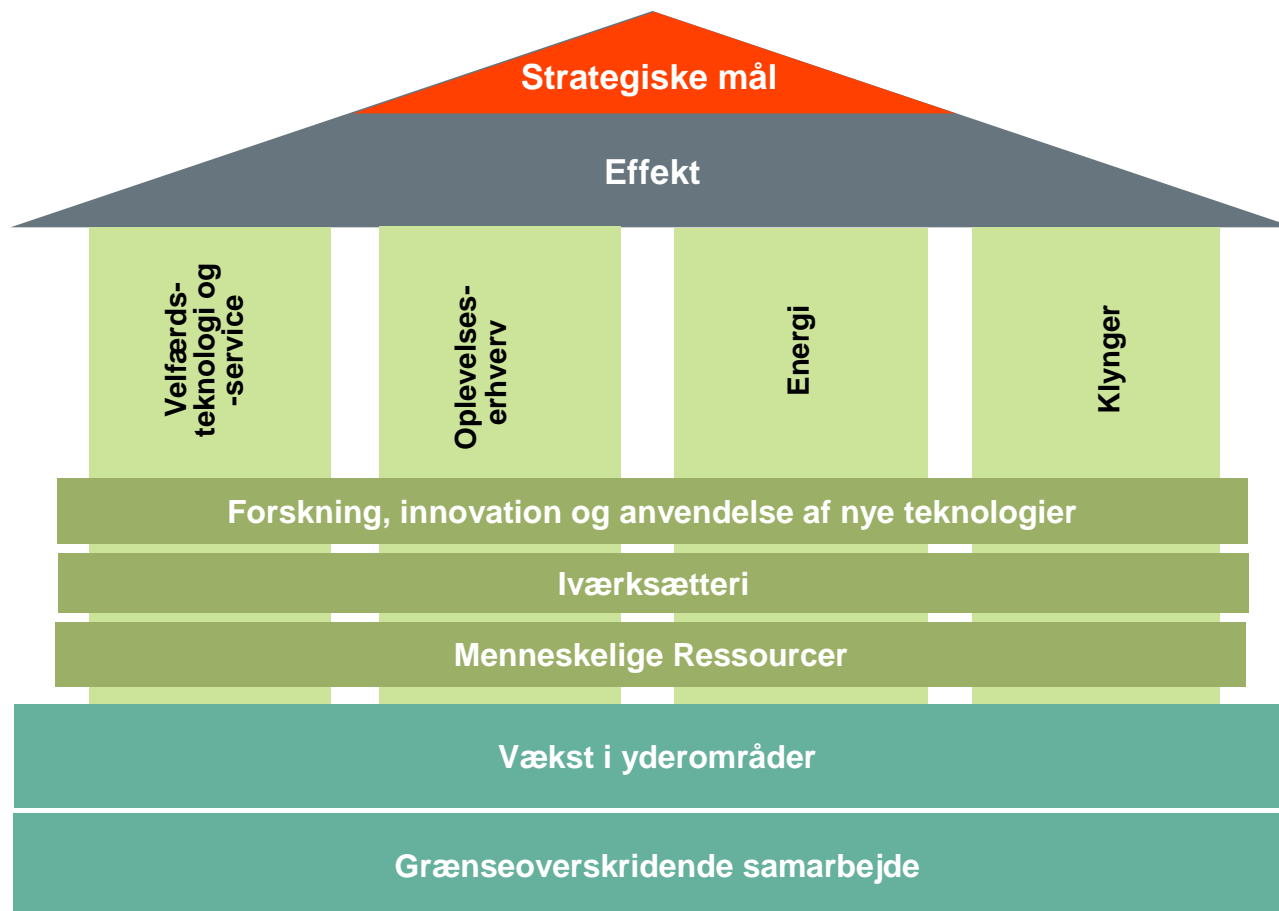 Strategiske mål
Effekt
Velfærds-
teknologi og
-service
Oplevelses-
erhverv
Energi
Klynger
Forskning, innovation og anvendelse af nye teknologier
Iværksætteri
Menneskelige Ressourcer
Vækst i yderområder
Grænseoverskridende samarbejde